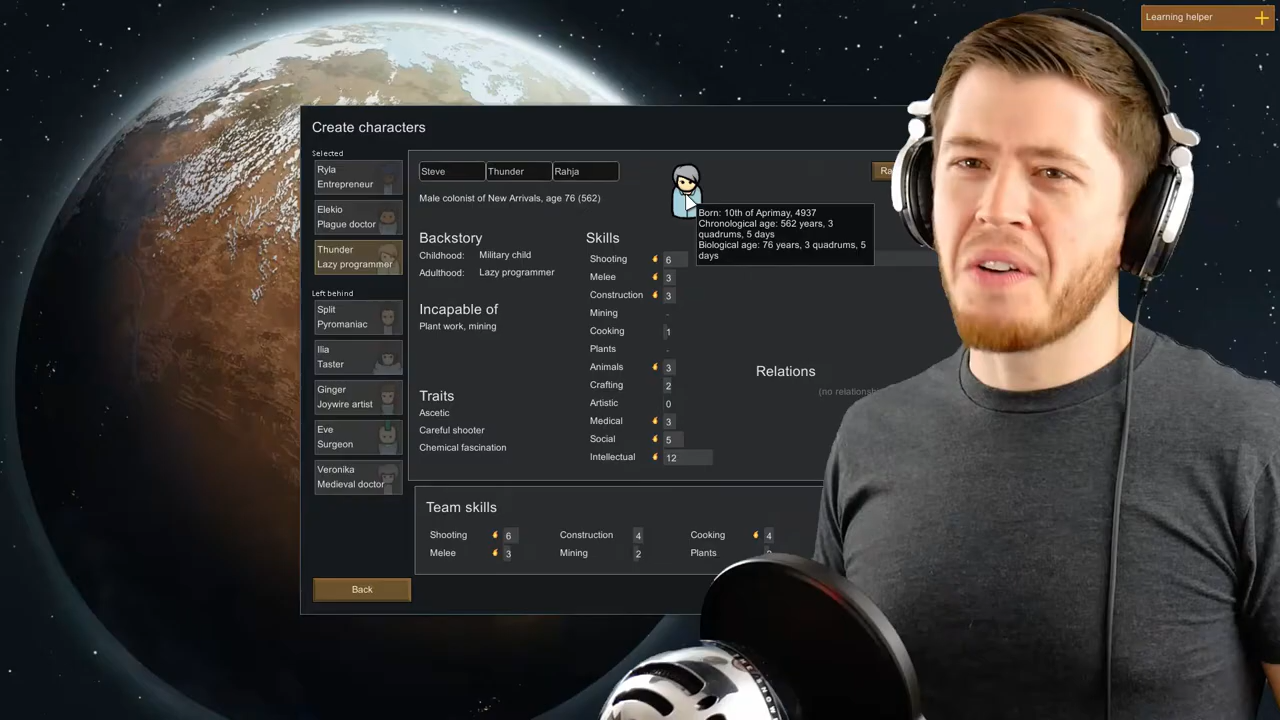 Learning helper
Create characters
Selected
Ryla
Entrepreneur
Elekio
Plague doctor
Thunder
Lazy programmer
Left behind
Split
Pyromaniac
Ilia
Taster
Ginger
Joywire artist
Eve
Surgeon
Veronika
Medieval doctor
Back
Steve
Thunder
Rahja
Male colonist of New Arrivals, age 76 (562)
Born: 10th of Aprimay, 4937
Chronological age: 562 years, 3
quadrums, 5 days
Biological age: 76 years, 3 quadrums, 5
days
Backstory
Childhood: Military child
Adulthood: Lazy programmer
Incapable of
Plant work, mining
Traits
Ascetic
Careful shooter
Chemical fascination
Skills
Shooting 6
Melee 3
Construction 3
Mining -
Cooking 1
Plants -
Animals 3
Crafting 2
Artistic 0
Medical 3
Social 5
Intellectual 12
Relations
Team skills
Shooting 6
Construction 4
Cooking 4
Melee 3
Mining 2
Plants